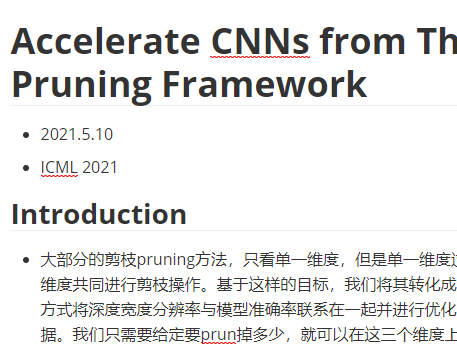 Accelerate CNNs from Th
Pruning Framework
2021.5.10
ICML 2021
Introduction
大部分的剪枝pruning方法，只看单一维度，但是单一维度
维度共同进行剪枝操作。基于这样的目标，我们将其转化成
方式将深度宽度分辨率与模型准确率联系在一起并进行优化
据。我们只需要给定要prun掉多少，就可以在这三个维度上